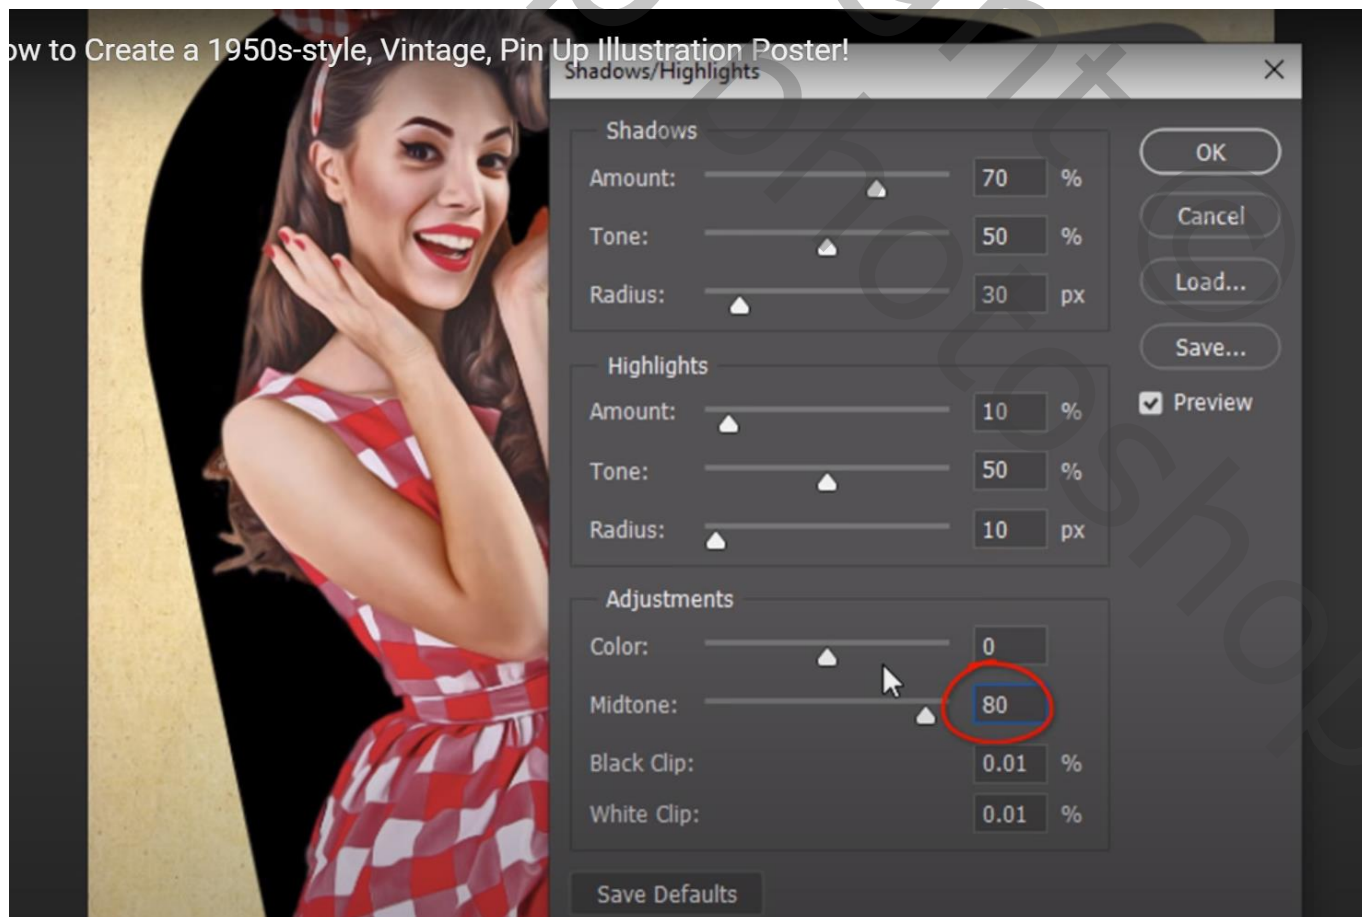 ow to Create a 1950s-style, Vintage, Pin Up Illustration Poster!
Shadows/Highlights
Shadows
Amount: 70 %
Tone: 50 %
Radius: 30 px
Highlights
Amount: 10 %
Tone: 50 %
Radius: 10 px
Adjustments
Color: 0
Midtone: 80
Black Clip: 0.01 %
White Clip: 0.01 %
Save Defaults
OK
Cancel
Load...
Save...
Preview
photoshop
©photoshop